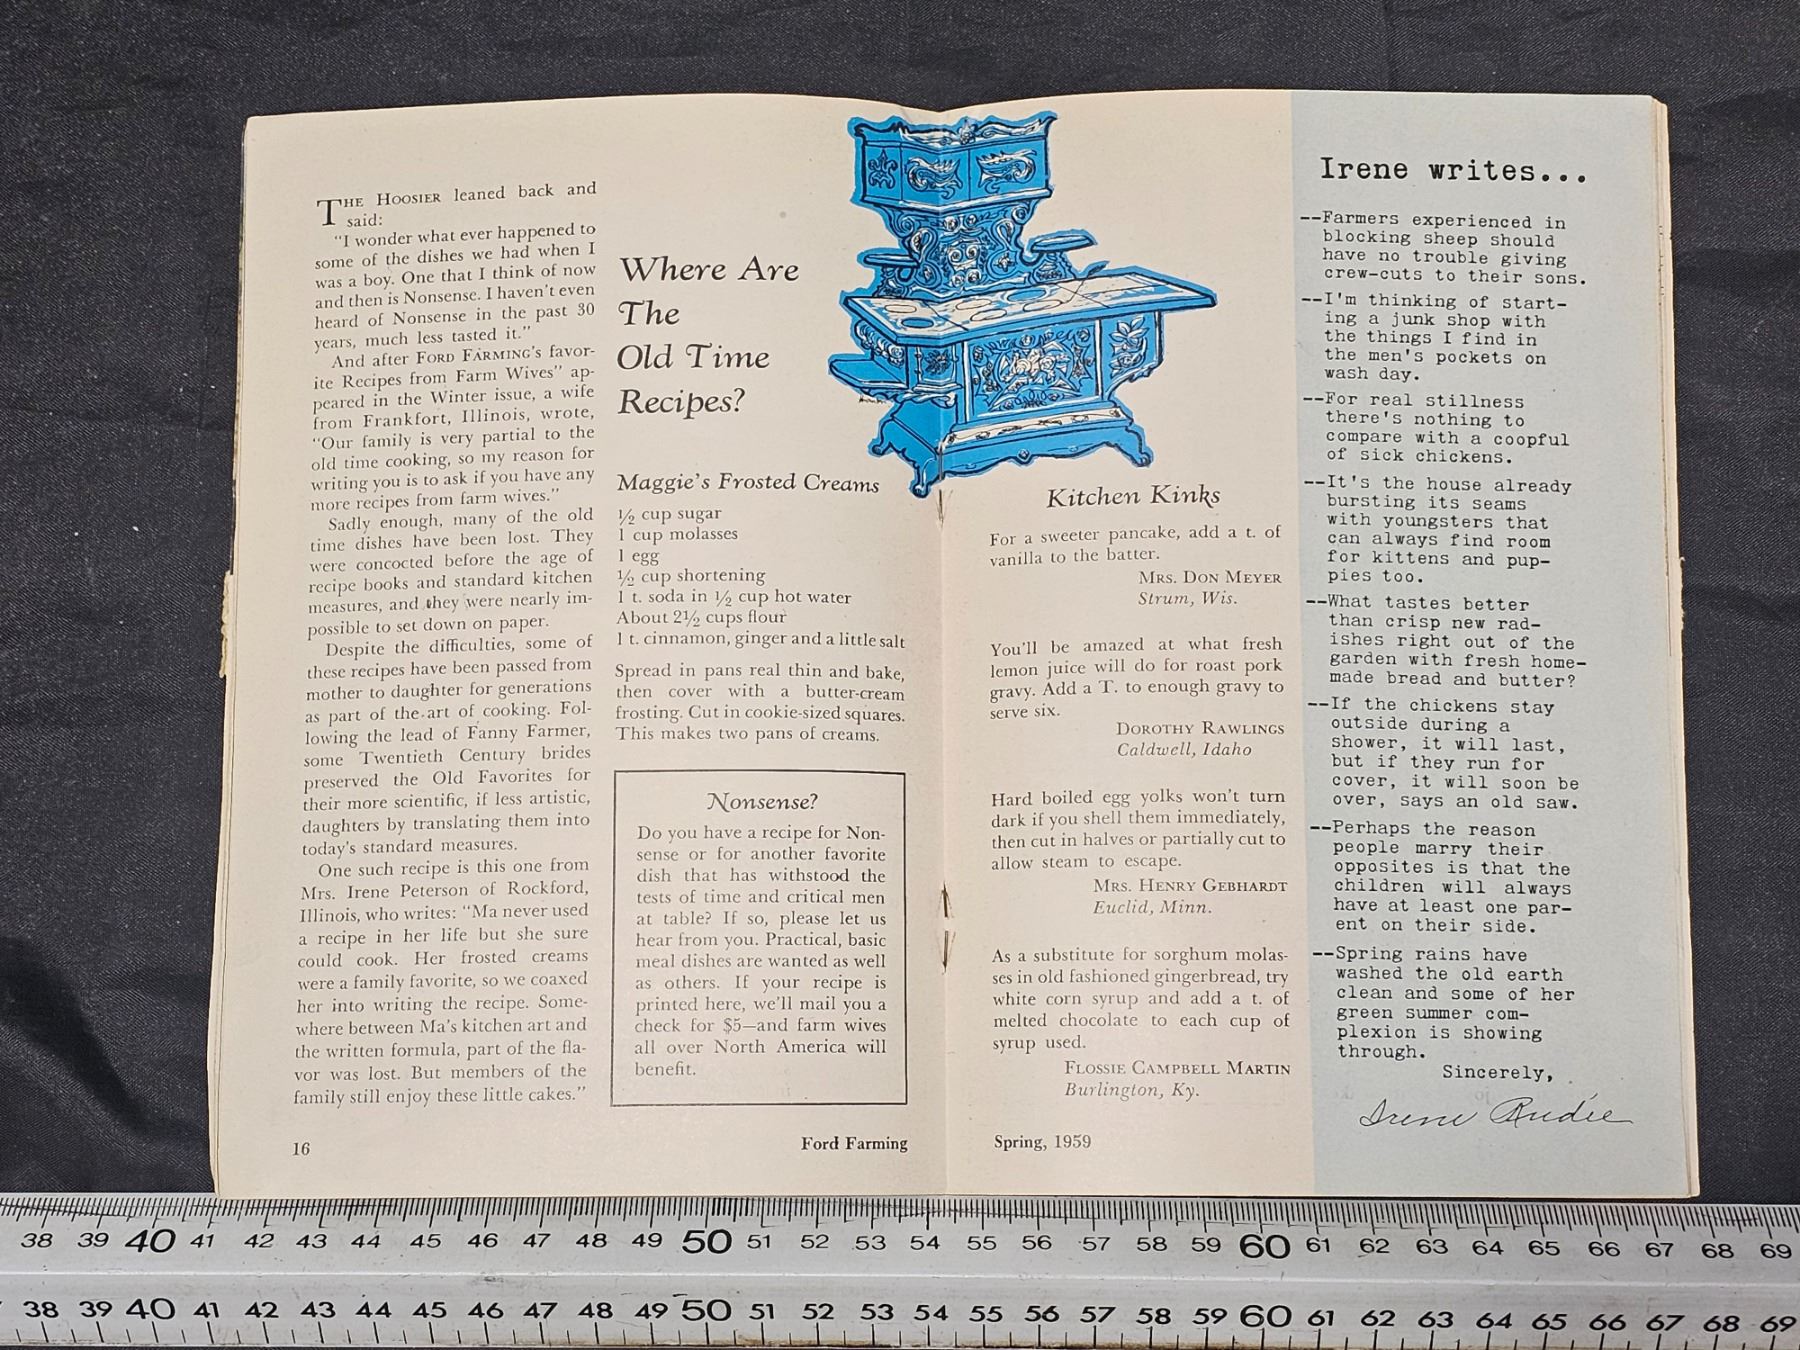 THE HOOSIER leaned back and
said:
"I wonder what ever happened to
some of the dishes we had when I
was a boy. One that I think of now
and then is Nonsense. I haven't even
heard of Nonsense in the past 30
years, much less tasted it."
And after FORD FARMING's favor-
ite Recipes from Farm Wives" ap-
peared in the Winter issue, a wife
from Frankfort, Illinois, wrote,
"Our family is very partial to the
old time cooking, so my reason for
writing you is to ask if you have any
more recipes from farm wives."
Sadly enough, many of the old
time dishes have been lost. They
were concocted before the age of
recipe books and standard kitchen
measures, and they were nearly im-
possible to set down on paper.
Despite the difficulties, some of
these recipes have been passed from
mother to daughter for generations
as part of the art of cooking. Fol-
lowing the lead of Fanny Farmer,
some Twentieth Century brides
preserved the Old Favorites for
their more scientific, if less artistic,
daughters by translating them into
today's standard measures.
One such recipe is this one from
Mrs. Irene Peterson of Rockford,
Illinois, who writes: "Ma never used
a recipe in her life but she sure
could cook. Her frosted creams
were a family favorite, so we coaxed
her into writing the recipe. Some-
where between Ma's kitchen art and
the written formula, part of the fla-
vor was lost. But members of the
family still enjoy these little cakes."
16
Where Are
The
Old Time
Recipes?
Maggie's Frosted Creams
½ cup sugar
1 cup molasses
1 egg
½ cup shortening
1 t. soda in ½ cup hot water
About 2½ cups flour
1 t. cinnamon, ginger and a little salt
Spread in pans real thin and bake,
then cover with a butter-cream
frosting. Cut in cookie-sized squares.
This makes two pans of creams.
Nonsense?
Do you have a recipe for Non-
sense or for another favorite
dish that has withstood the
tests of time and critical men
at table? If so, please let us
hear from you. Practical, basic
meal dishes are wanted as well
as others. If your recipe is
printed here, we'll mail you a
check for $5—and farm wives
all over North America will
benefit.
Ford Farming
Kitchen Kinks
For a sweeter pancake, add a t. of
vanilla to the batter.
MRS. DON MEYER
Strum, Wis.
You'll be amazed at what fresh
lemon juice will do for roast pork
gravy. Add a T. to enough gravy to
serve six.
DOROTHY RAWLINGS
Caldwell, Idaho
Hard boiled egg yolks won't turn
dark if you shell them immediately,
then cut in halves or partially cut to
allow steam to escape.
MRS. HENRY GEBHARDT
Euclid, Minn.
As a substitute for sorghum molas-
ses in old fashioned gingerbread, try
white corn syrup and add a t. of
melted chocolate to each cup of
syrup used.
FLOSSIE CAMPBELL MARTIN
Burlington, Ky.
Spring, 1959
Irene writes...
--Farmers experienced in
blocking sheep should
have no trouble giving
crew-cuts to their sons.
--I'm thinking of start-
ing a junk shop with
the things I find in
the men's pockets on
wash day.
--For real stillness
there's nothing to
compare with a coopful
of sick chickens.
--It's the house already
bursting its seams
with youngsters that
can always find room
for kittens and pup-
pies too.
--What tastes better
than crisp new rad-
ishes right out of the
garden with fresh home-
made bread and butter?
--If the chickens stay
outside during a
shower, it will last,
but if they run for
cover, it will soon be
over, says an old saw.
--Perhaps the reason
people marry their
opposites is that the
children will always
have at least one par-
ent on their side.
--Spring rains have
washed the old earth
clean and some of her
green summer com-
plexion is showing
through.
Sincerely,
Irene Rudie
38 39 40 41 42 43 44 45 46 47 48 49 50 51 52 53 54 55 56 57 58 59 60 61 62 63 64 65 66 67 68 69
38 39 40 41 42 43 44 45 46 47 48 49 50 51 52 53 54 55 56 57 58 59 60 61 62 63 64 65 66 67 68 69